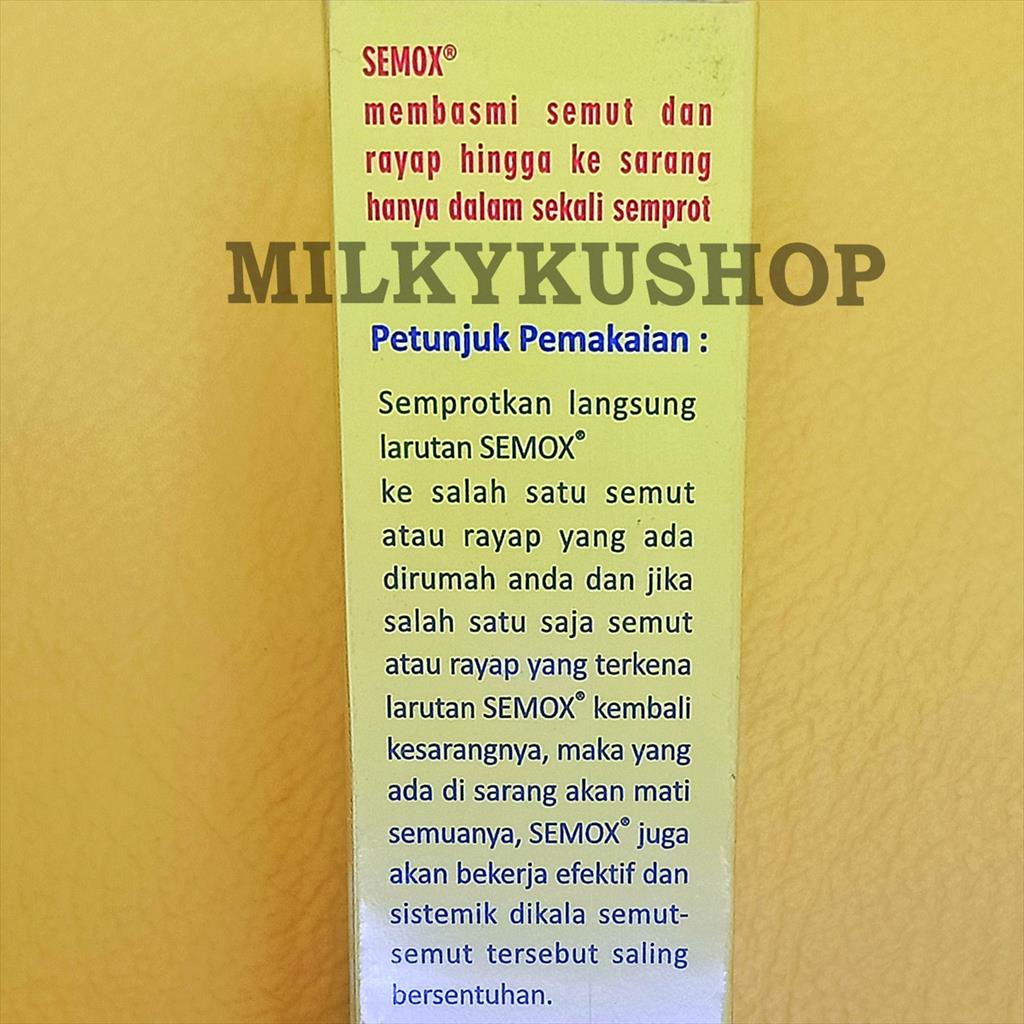 SEMOX®
membasmi semut dan
rayap hingga ke sarang
hanya dalam sekali semprot
MILKYKUSHOP
Petunjuk Pemakaian :
Semprotkan langsung
larutan SEMOX®
ke salah satu semut
atau rayap yang ada
dirumah anda dan jika
salah satu saja semut
atau rayap yang terkena
larutan SEMOX® kembali
kesarangnya, maka yang
ada di sarang akan mati
semuanya, SEMOX® juga
akan bekerja efektif dan
sistemik dikala semut-
semut tersebut saling
bersentuhan.